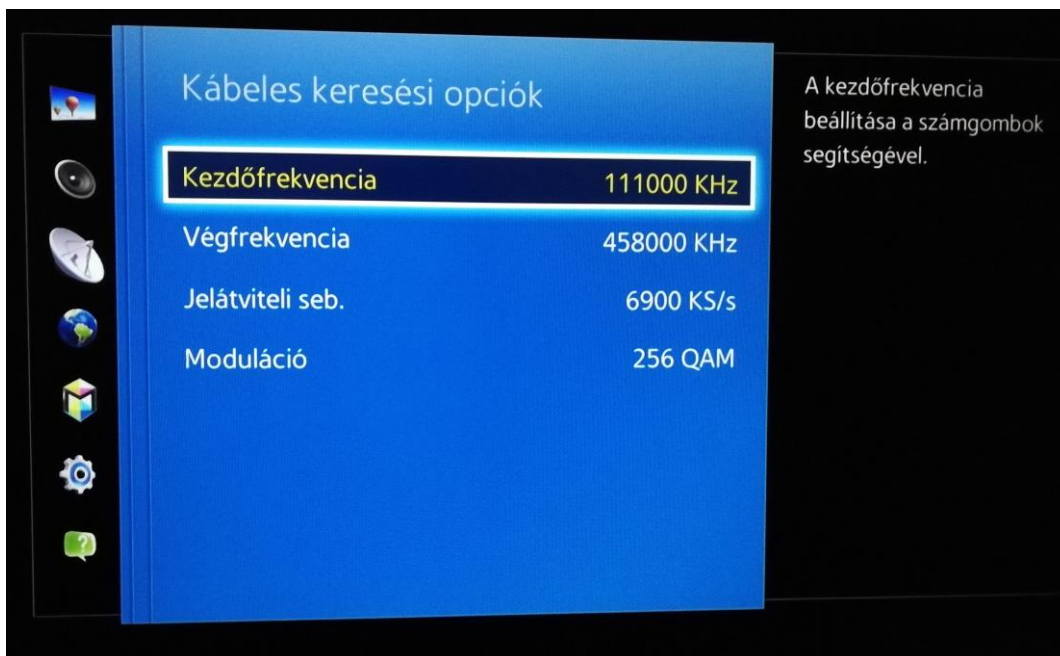 Kábeles keresési opciók
Kezdőfrekvencia 111000 KHz
Végfrekvencia 458000 KHz
Jelátviteli seb. 6900 KS/s
Moduláció 256 QAM
A kezdőfrekvencia
beállítása a számgombok
segítségével.